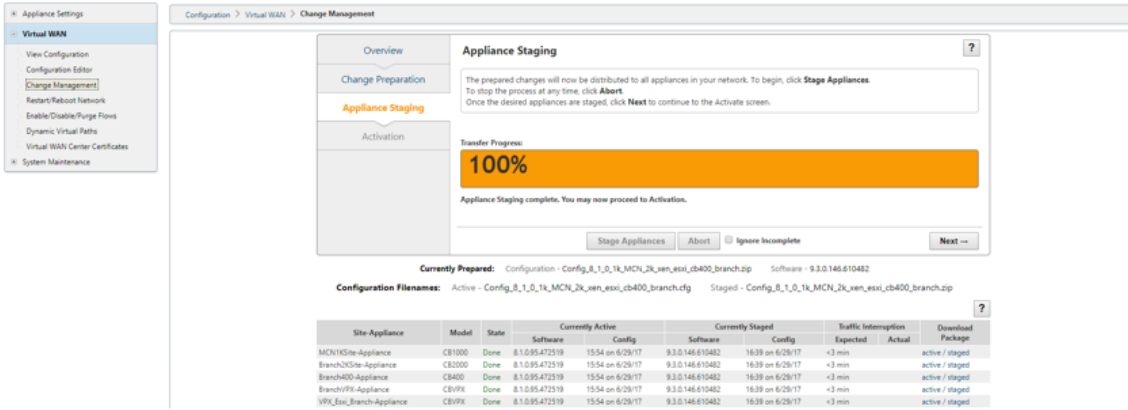 Appliance Settings
Virtual WAN
View Configuration
Configuration Editor
Change Management
Restart/Reboot Network
Enable/Disable/Purge Flows
Dynamic Virtual Paths
Virtual WAN Center Certificates
System Maintenance
Configuration > Virtual WAN > Change Management
Overview
Change Preparation
Appliance Staging
Activation
Appliance Staging
?
The prepared changes will now be distributed to all appliances in your network. To begin, click Stage Appliances.
To stop the process at any time, click Abort.
Once the desired appliances are staged, click Next to continue to the Activate screen.
Transfer Progress:
100%
Appliance Staging complete. You may now proceed to Activation.
Stage Appliances Abort Ignore Incomplete Next →
Currently Prepared: Configuration - Config_8_1_0_1k_MCN_2k_xen_esxi_cb400_branch.zip Software - 9.3.0.146.610482
Configuration Filenames: Active - Config_8_1_0_1k_MCN_2k_xen_esxi_cb400_branch.cfg Staged - Config_8_1_0_1k_MCN_2k_xen_esxi_cb400_branch.zip
?
Site-Appliance Model State Currently Active Currently Staged Traffic Interruption Download Package
Software Config Software Config Expected Actual
MCN1KSite-Appliance CB1000 Done 8.1.0.95.472519 15:54 on 6/29/17 9.3.0.146.610482 16:39 on 6/29/17 <3 min active / staged
Branch2KSite-Appliance CB2000 Done 8.1.0.95.472519 15:54 on 6/29/17 9.3.0.146.610482 16:39 on 6/29/17 <3 min active / staged
Branch400-Appliance CB400 Done 8.1.0.95.472519 15:54 on 6/29/17 9.3.0.146.610482 16:39 on 6/29/17 <3 min active / staged
BranchVPX-Appliance CBVPX Done 8.1.0.95.472519 15:54 on 6/29/17 9.3.0.146.610482 16:39 on 6/29/17 <3 min active / staged
VPX_Esxi_Branch-Appliance CBVPX Done 8.1.0.95.472519 15:54 on 6/29/17 9.3.0.146.610482 16:39 on 6/29/17 <3 min active / staged